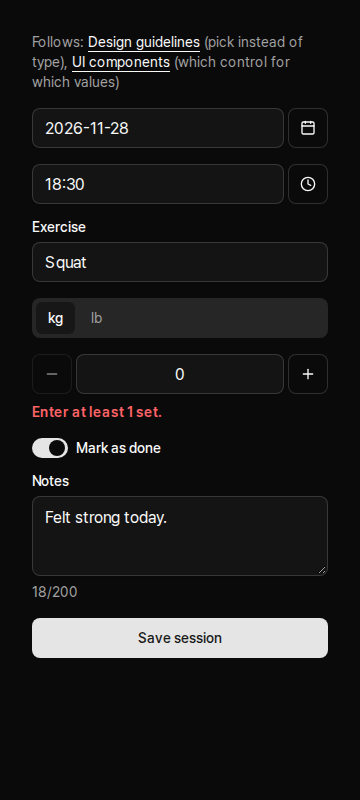 Follows: Design guidelines (pick instead of
type), UI components (which control for
which values)
2026-11-28
18:30
Exercise
Squat
kg lb
0
Enter at least 1 set.
Mark as done
Notes
Felt strong today.
18/200
Save session